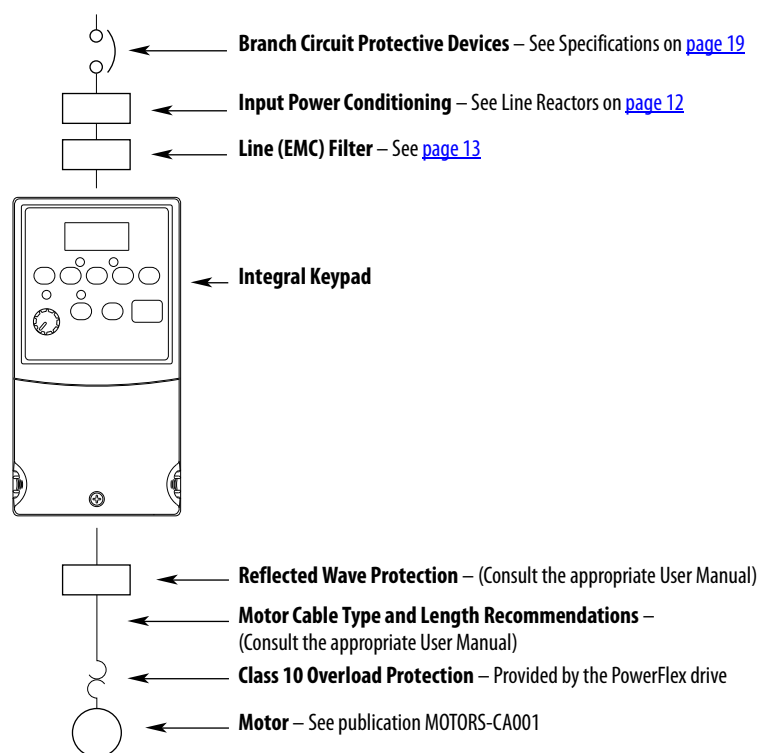 Branch Circuit Protective Devices – See Specifications on page 19
Input Power Conditioning – See Line Reactors on page 12
Line (EMC) Filter – See page 13
Integral Keypad
Reflected Wave Protection – (Consult the appropriate User Manual)
Motor Cable Type and Length Recommendations –
(Consult the appropriate User Manual)
Class 10 Overload Protection – Provided by the PowerFlex drive
Motor – See publication MOTORS-CA001